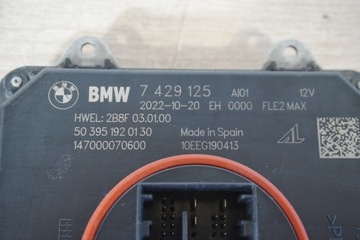 BMW 7 429 125 AI01 12V
2022-10-20 EH 0000 FLE2 MAX
HWEL: 2B8F 03.01.00
50 395 192 01 30 Made in Spain
147000070600 10EEG190413